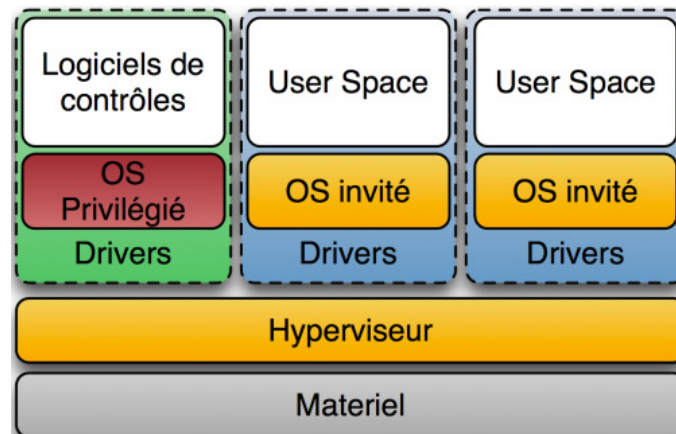 Logiciels de
contrôles
User Space
User Space
OS
Privilégié
OS invité
OS invité
Drivers
Drivers
Drivers
Hyperviseur
Materiel